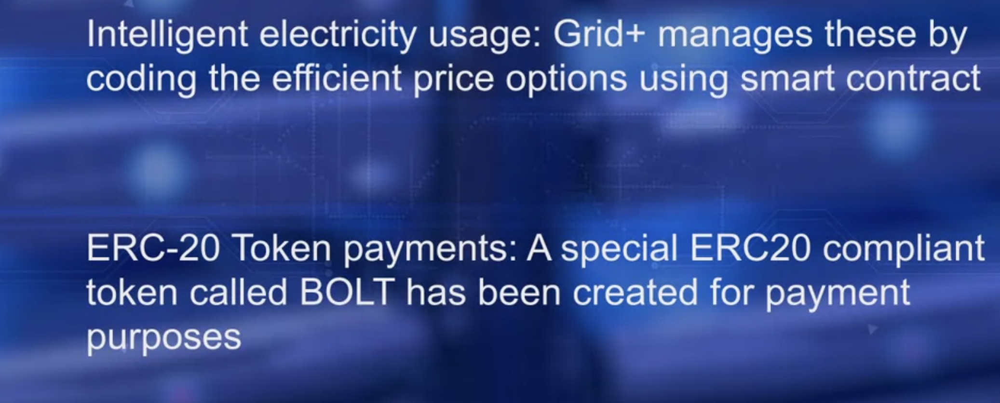 Intelligent electricity usage: Grid+ manages these by
coding the efficient price options using smart contract
ERC-20 Token payments: A special ERC20 compliant
token called BOLT has been created for payment
purposes